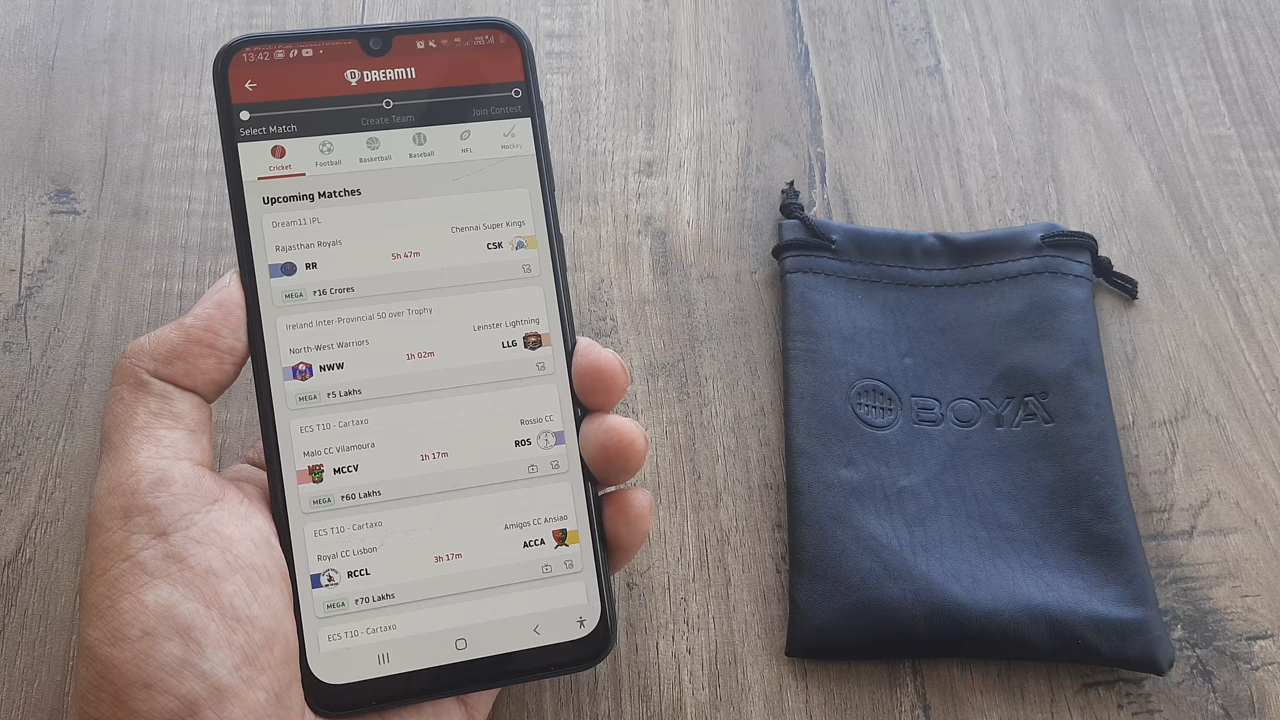 13:42
DREAM11
Select Match
Create Team
Join Contest
Cricket
Football
Basketball
Baseball
NFL
Hockey
Upcoming Matches
Dream11 IPL
Rajasthan Royals
Chennai Super Kings
RR
5h 47m
CSK
MEGA ₹16 Crores
Ireland Inter-Provincial 50 over Trophy
North-West Warriors
Leinster Lightning
NWW
1h 02m
LLG
MEGA ₹5 Lakhs
ECS T10 - Cartaxo
Malo CC Vilamoura
Rossio CC
MCCV
1h 17m
ROS
MEGA ₹60 Lakhs
ECS T10 - Cartaxo
Royal CC Lisbon
Amigos CC Ansiao
RCCL
3h 17m
ACCA
MEGA ₹70 Lakhs
ECS T10 - Cartaxo
BOYA